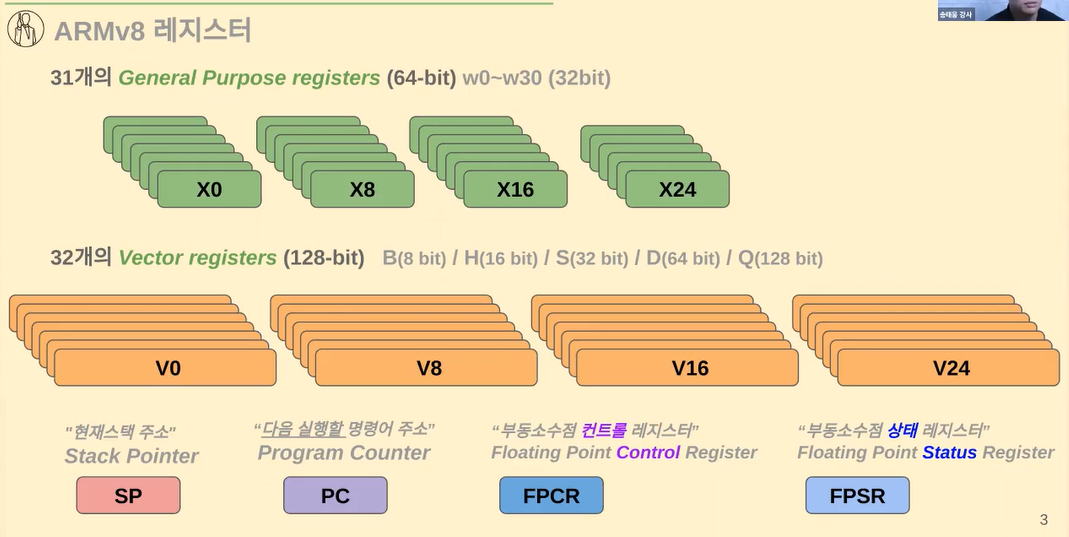 송태웅 강사
ARMv8 레지스터
31개의 General Purpose registers (64-bit) w0~w30 (32bit)
X0 X8 X16 X24
32개의 Vector registers (128-bit) B(8 bit) / H(16 bit) / S(32 bit) / D(64 bit) / Q(128 bit)
V0 V8 V16 V24
"현재스택 주소"
Stack Pointer
SP
“다음 실행할 명령어 주소”
Program Counter
PC
“부동소수점 컨트롤 레지스터”
Floating Point Control Register
FPCR
“부동소수점 상태 레지스터”
Floating Point Status Register
FPSR
3